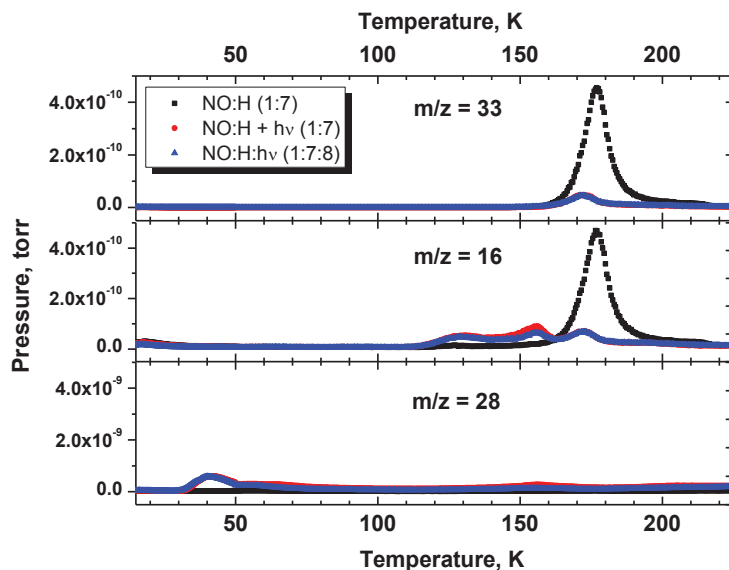 Temperature, K
50 100 150 200
4.0x10⁻¹⁰
2.0x10⁻¹⁰
0.0
NO:H (1:7)
NO:H + hν (1:7)
NO:H:hν (1:7:8)
m/z = 33
Pressure, torr
4.0x10⁻¹⁰
2.0x10⁻¹⁰
0.0
m/z = 16
4.0x10⁻⁹
2.0x10⁻⁹
0.0
m/z = 28
50 100 150 200
Temperature, K